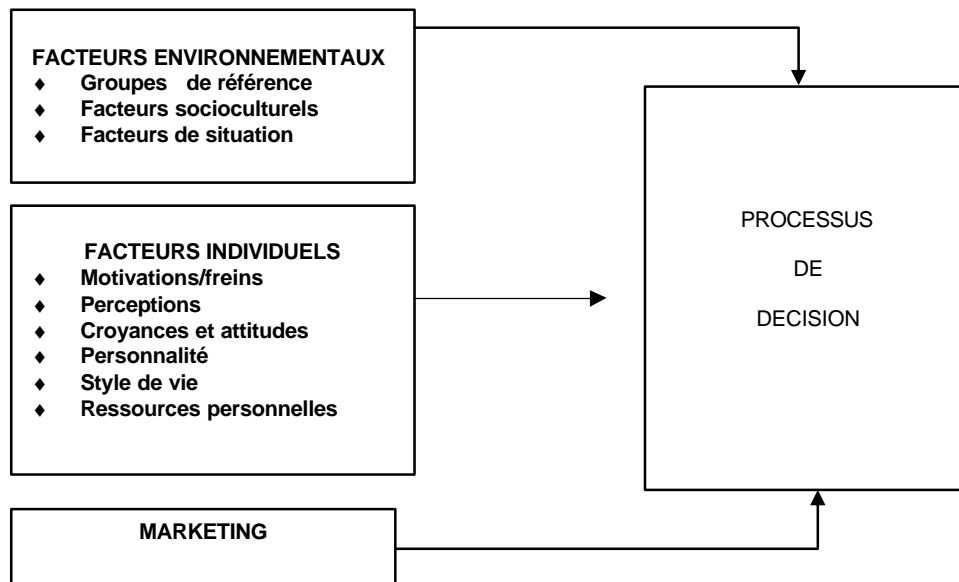 FACTEURS ENVIRONNEMENTAUX
♦ Groupes de référence
♦ Facteurs socioculturels
♦ Facteurs de situation
FACTEURS INDIVIDUELS
♦ Motivations/freins
♦ Perceptions
♦ Croyances et attitudes
♦ Personnalité
♦ Style de vie
♦ Ressources personnelles
MARKETING
PROCESSUS
DE
DECISION